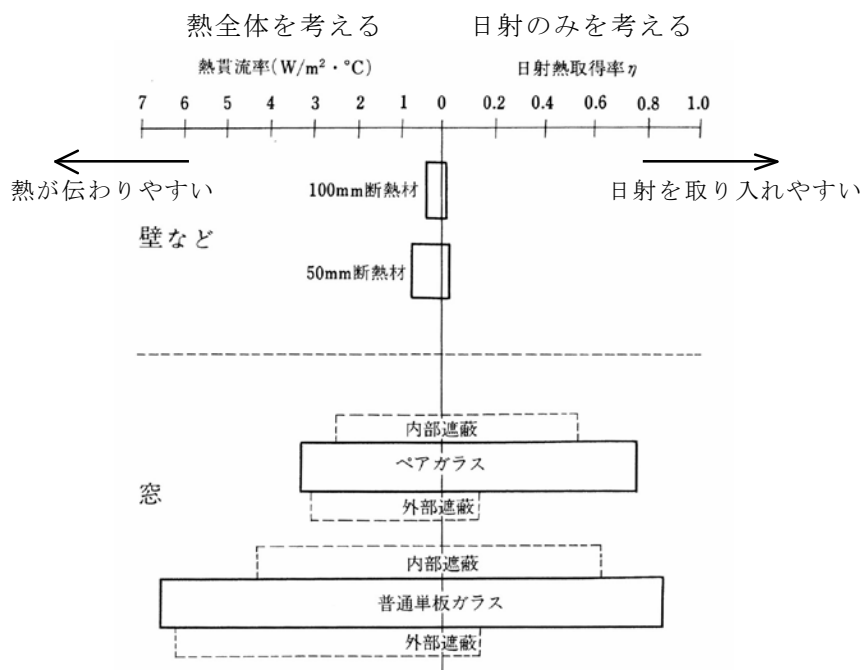 熱全体を考える 日射のみを考える
熱貫流率(W/m²・°C) 日射熱取得率η
7 6 5 4 3 2 1 0 0.2 0.4 0.6 0.8 1.0
熱が伝わりやすい 日射を取り入れやすい
100mm断熱材
壁など
50mm断熱材
内部遮蔽
ペアガラス
窓
外部遮蔽
内部遮蔽
普通単板ガラス
外部遮蔽